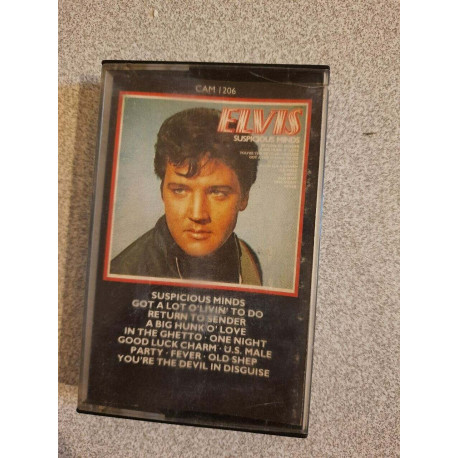 CAM 1206
ELVIS
SUSPICIOUS MINDS
SUSPICIOUS MINDS
GOT A LOT O'LIVIN' TO DO
RETURN TO SENDER
A BIG HUNK O' LOVE
IN THE GHETTO · ONE NIGHT
GOOD LUCK CHARM · U.S. MALE
PARTY · FEVER · OLD SHEP
YOU'RE THE DEVIL IN DISGUISE